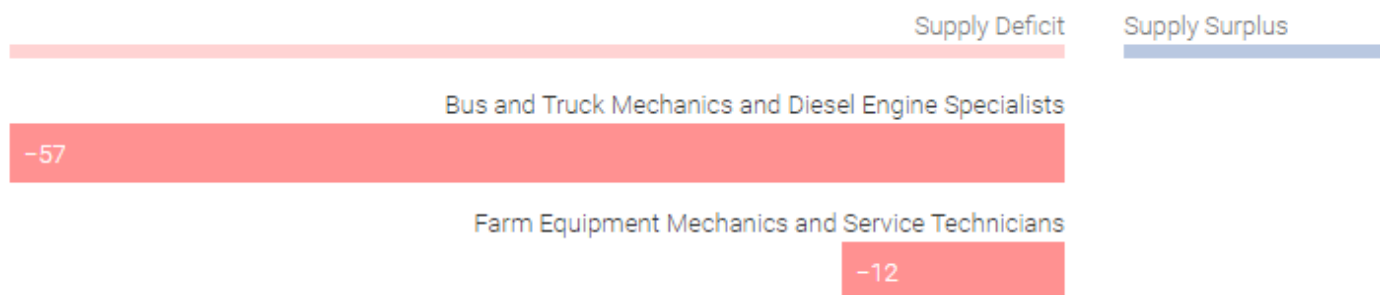 Supply Deficit Supply Surplus
Bus and Truck Mechanics and Diesel Engine Specialists
−57
Farm Equipment Mechanics and Service Technicians
−12